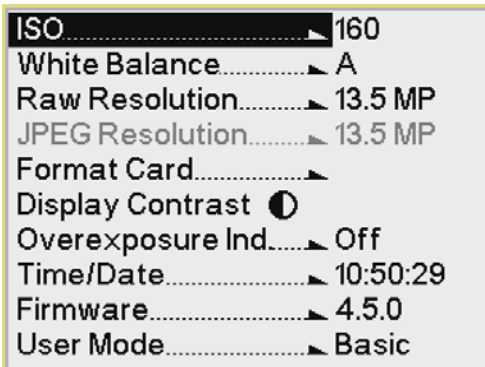 ISO 160
White Balance A
Raw Resolution 13.5 MP
JPEG Resolution 13.5 MP
Format Card
Display Contrast
Overexposure Ind. Off
Time/Date 10:50:29
Firmware 4.5.0
User Mode Basic